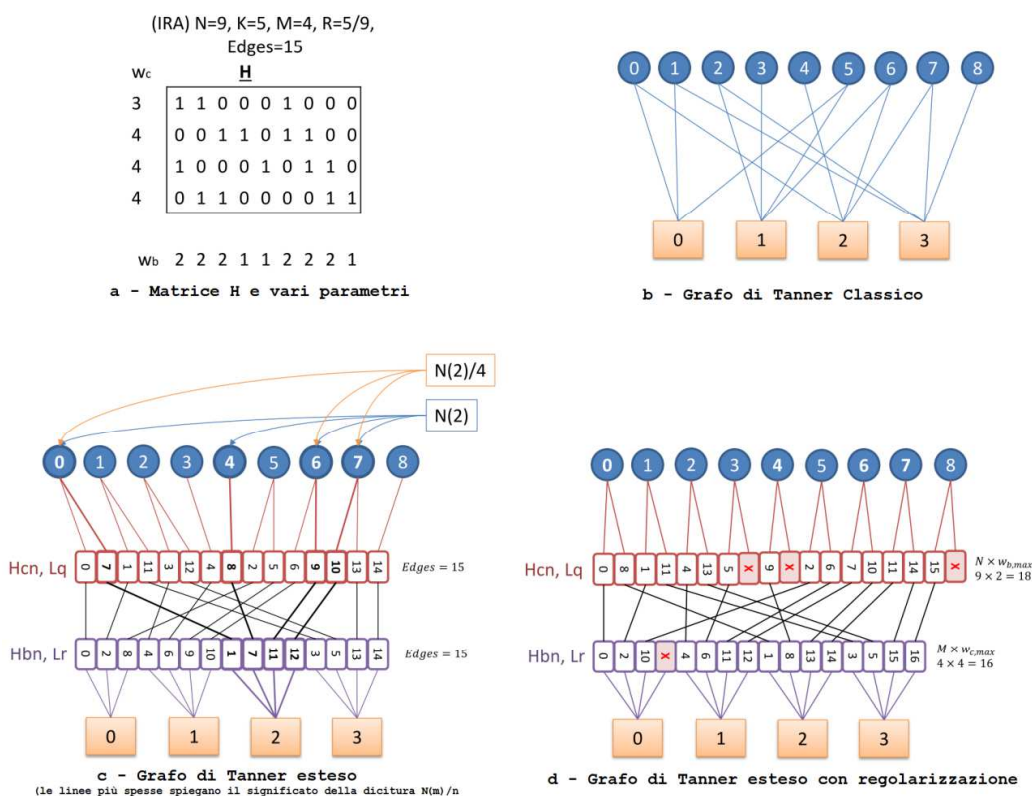 (IRA) N=9, K=5, M=4, R=5/9,
Edges=15
wc H
3 1 1 0 0 0 1 0 0 0
4 0 0 1 1 0 1 1 0 0
4 1 0 0 0 1 0 1 1 0
4 0 1 1 0 0 0 0 1 1
wb 2 2 2 1 1 2 2 2 1
a - Matrice H e vari parametri
0 1 2 3 4 5 6 7 8
0 1 2 3
b - Grafo di Tanner Classico
N(2)/4
N(2)
0 1 2 3 4 5 6 7 8
Hcn, Lq 0 7 1 11 3 12 4 8 2 5 6 9 10 13 14 Edges = 15
Hbn, Lr 0 2 8 4 6 9 10 1 7 11 12 3 5 13 14 Edges = 15
0 1 2 3
c - Grafo di Tanner esteso
(le linee più spesse spiegano il significato della dicitura N(m)/n
0 1 2 3 4 5 6 7 8
Hcn, Lq 0 8 1 11 4 13 5 X 9 X 2 6 7 10 11 14 15 X N × wb,max
9 × 2 = 18
Hbn, Lr 0 2 10 X 4 6 11 12 1 8 13 14 3 5 15 16 M × wc,max
4 × 4 = 16
0 1 2 3
d - Grafo di Tanner esteso con regolarizzazione